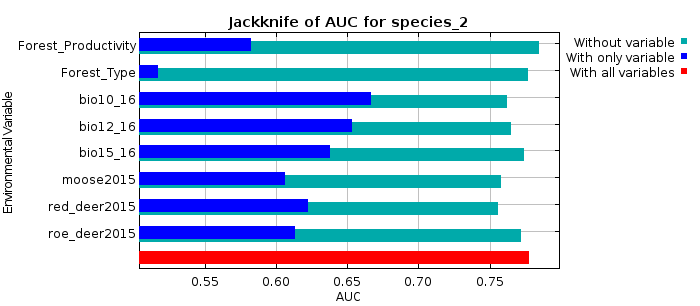 Jackknife of AUC for species_2
Environmental Variable
Forest_Productivity
Forest_Type
bio10_16
bio12_16
bio15_16
moose2015
red_deer2015
roe_deer2015
0.55 0.60 0.65 0.70 0.75
AUC
Without variable
With only variable
With all variables